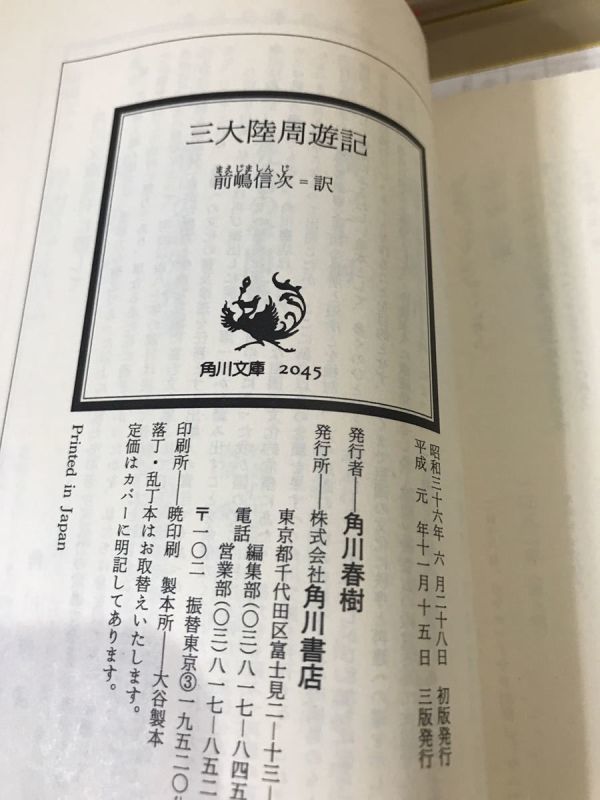 三大陸周遊記
まえじましんじ
前嶋信次=訳
角川文庫 2045
昭和三十六年 六月二十八日 初版発行
平成 元 年十一月十五日 三版発行
発行者―角川春樹
発行所―株式会社角川書店
東京都千代田区富士見二―十三―
電話 編集部(〇三)八一七―八四五
営業部(〇三)八一七―八五二
〒一〇二 振替東京③一九五二〇
印刷所―暁印刷 製本所―大谷製本
落丁・乱丁本はお取替えいたします。
定価はカバーに明記してあります。
Printed in Japan